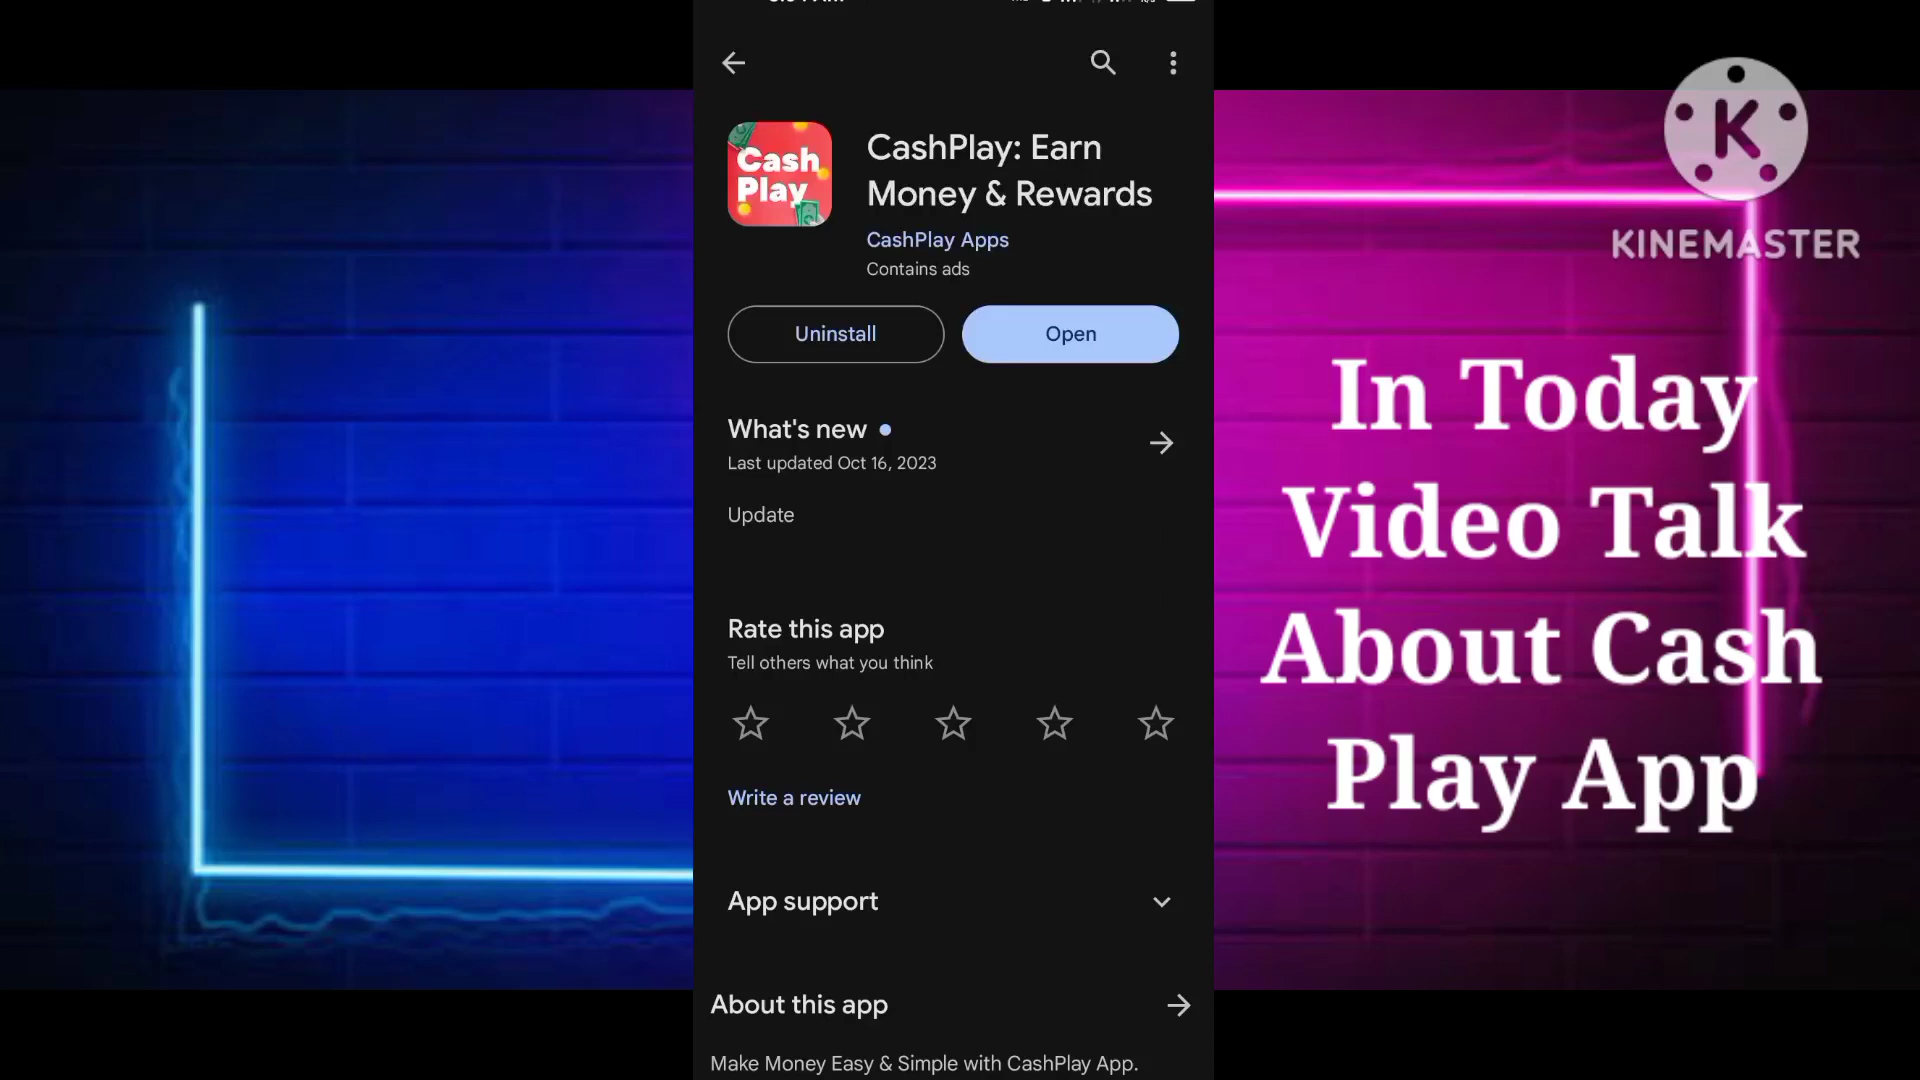 Cash
Play
CashPlay: Earn
Money & Rewards
CashPlay Apps
Contains ads
Uninstall
Open
What's new
Last updated Oct 16, 2023
Update
Rate this app
Tell others what you think
Write a review
App support
About this app
Make Money Easy & Simple with CashPlay App.
K
KINEMASTER
In Today
Video Talk
About Cash
Play App